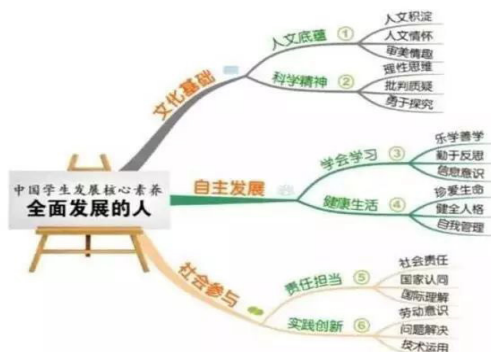 中国学生发展核心素养
全面发展的人
文化基础
人文底蕴 ①
人文积淀
人文情怀
审美情趣
科学精神 ②
理性思维
批判质疑
勇于探究
自主发展
学会学习 ③
乐学善学
勤于反思
信息意识
健康生活 ④
珍爱生命
健全人格
自我管理
社会参与
责任担当 ⑤
社会责任
国家认同
国际理解
实践创新 ⑥
劳动意识
问题解决
技术运用